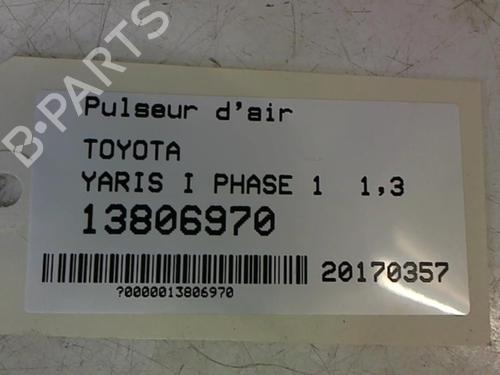 B-PARTS
Pulseur d'air
TOYOTA
YARIS I PHASE 1 1,3
13806970
20170357
?0000013806970